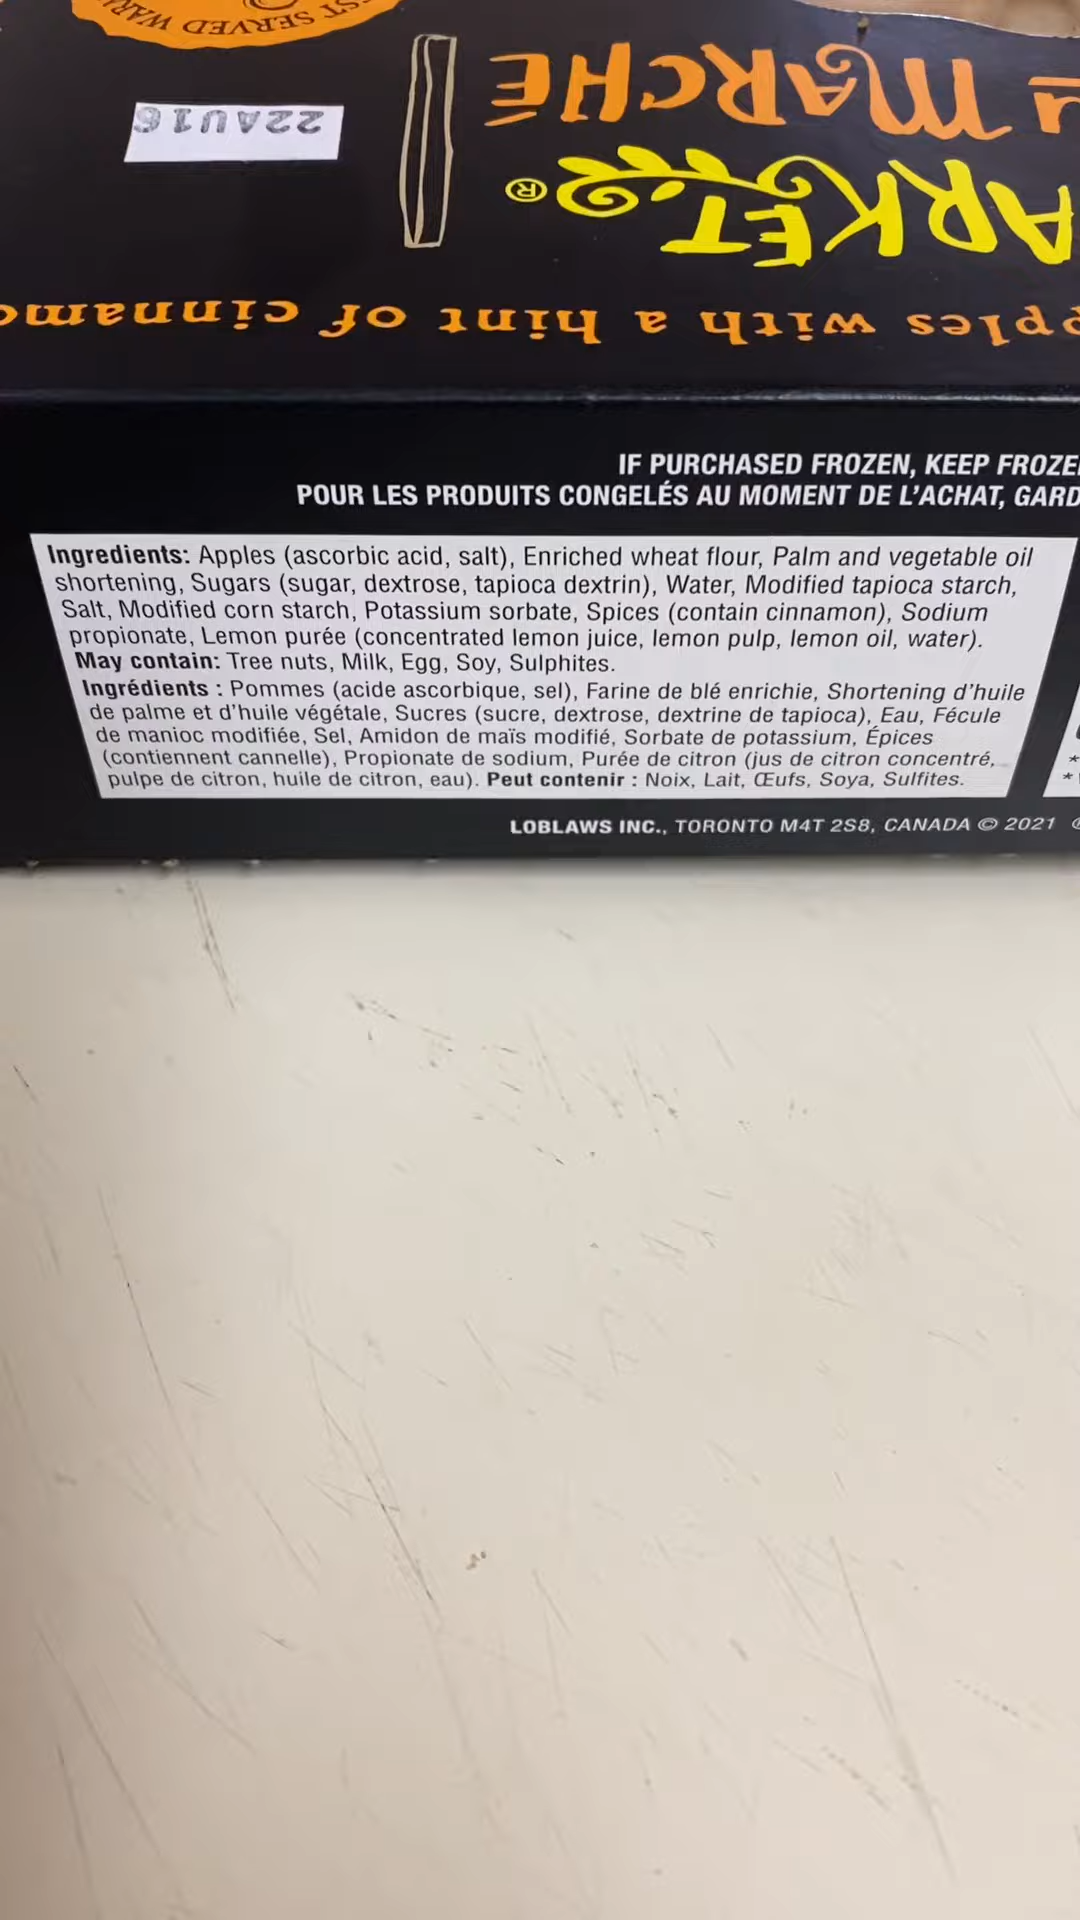 ST SERVED WAR
22AU16
U MARCHÉ
ARKET®
pples with a hint of cinnamo
IF PURCHASED FROZEN, KEEP FROZE
POUR LES PRODUITS CONGELÉS AU MOMENT DE L'ACHAT, GARD
Ingredients: Apples (ascorbic acid, salt), Enriched wheat flour, Palm and vegetable oil
shortening, Sugars (sugar, dextrose, tapioca dextrin), Water, Modified tapioca starch,
Salt, Modified corn starch, Potassium sorbate, Spices (contain cinnamon), Sodium
propionate, Lemon purée (concentrated lemon juice, lemon pulp, lemon oil, water).
May contain: Tree nuts, Milk, Egg, Soy, Sulphites.
Ingrédients : Pommes (acide ascorbique, sel), Farine de blé enrichie, Shortening d'huile
de palme et d'huile végétale, Sucres (sucre, dextrose, dextrine de tapioca), Eau, Fécule
de manioc modifiée, Sel, Amidon de maïs modifié, Sorbate de potassium, Épices
(contiennent cannelle), Propionate de sodium, Purée de citron (jus de citron concentré,
pulpe de citron, huile de citron, eau). Peut contenir : Noix, Lait, Œufs, Soya, Sulfites.
LOBLAWS INC., TORONTO M4T 2S8, CANADA © 2021